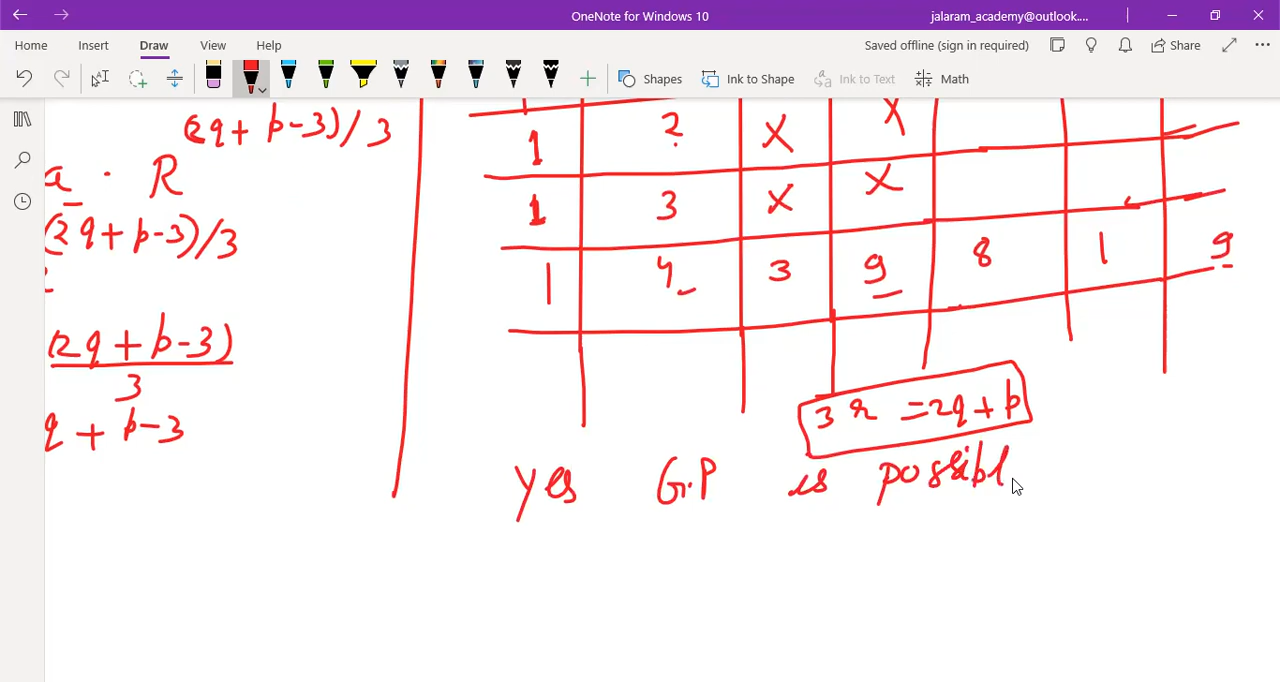 OneNote for Windows 10
jalaram_academy@outlook....
Home Insert Draw View Help
Saved offline (sign in required)
Share
Shapes
Ink to Shape
Ink to Text
Math
(2q + p-3)/3
a . R
(2q + p-3)/3
(2q + p-3)
3
q + p-3
1 2 X X
1 3 X X
1 4 3 9 8 1 9
3r = 2q + p
Yes G.P is possibl